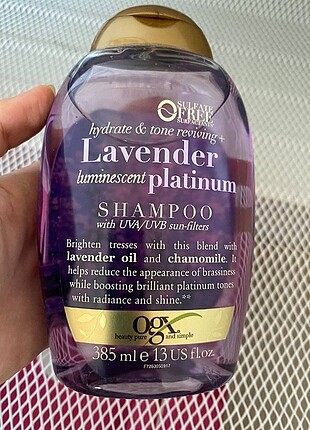 SULFATE
FREE
SURFACTANTS
hydrate & tone reviving +
Lavender
luminescent platinum
SHAMPOO
with UVA/UVB sun-filters
Brighten tresses with this blend with
lavender oil and chamomile. It
helps reduce the appearance of brassiness
while boosting brilliant platinum tones
with radiance and shine.**
ogx
beauty pure and simple
385 ml e 13 US fl.oz.